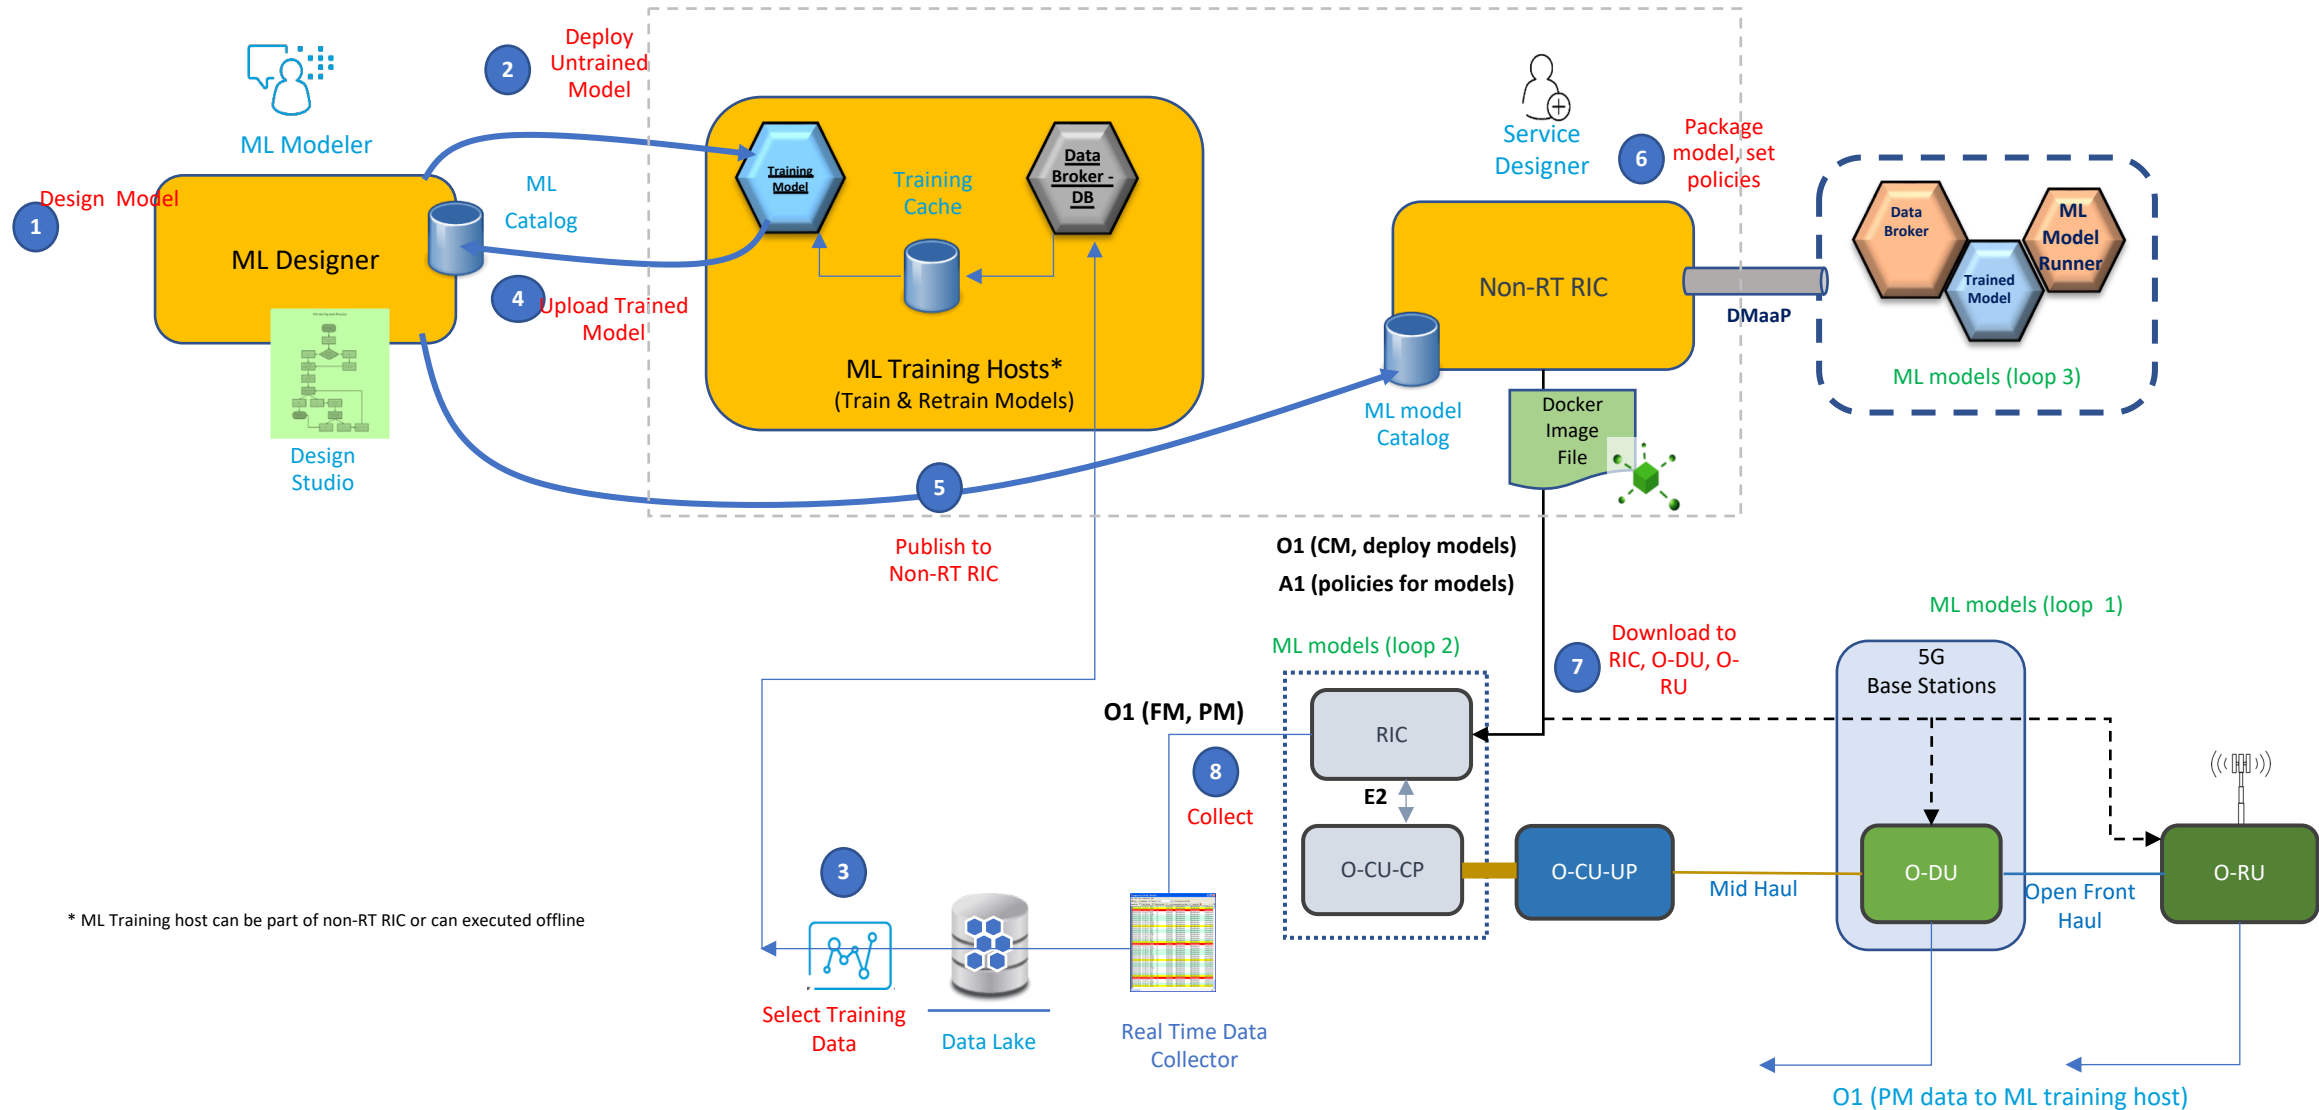 2
Deploy
Untrained
Model
ML Modeler
1
Design  Model
ML Designer
ML
Catalog
Design
Studio
4
Upload Trained
Model
Training
Model
Training
Cache
Data
Broker -
DB
ML Training Hosts*
(Train & Retrain Models)
5
Publish to
Non-RT RIC
Service
Designer
6
Package
model, set
policies
Non-RT RIC
DMaaP
ML model
Catalog
Docker
Image
File
Data
Broker
Trained
Model
ML
Model
Runner
ML models (loop 3)
O1 (CM, deploy models)
A1 (policies for models)
ML models (loop 2)
7
Download to
RIC, O-DU, O-
RU
ML models (loop  1)
5G
Base Stations
O1 (FM, PM)
8
Collect
RIC
E2
O-CU-CP
O-CU-UP
Mid Haul
O-DU
Open Front
Haul
O-RU
3
Select Training
Data
Data Lake
Real Time Data
Collector
* ML Training host can be part of non-RT RIC or can executed offline
O1 (PM data to ML training host)